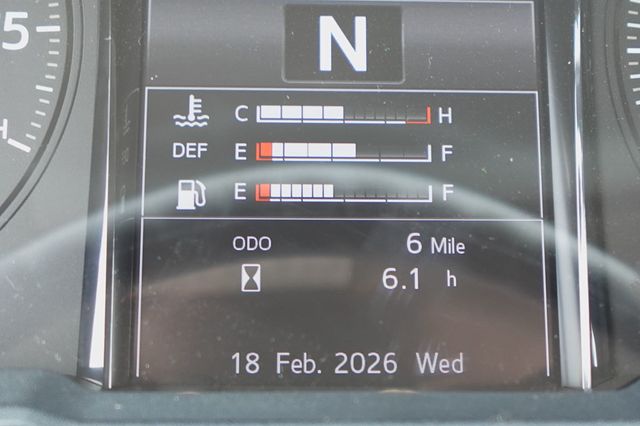 5
N
C H
DEF E F
E F
ODO 6 Mile
6.1 h
18 Feb. 2026 Wed
H